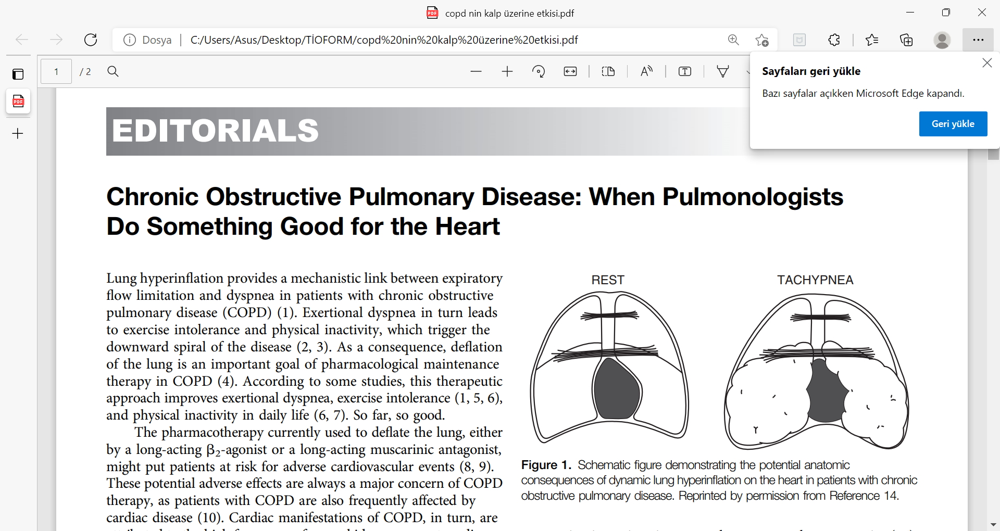 copd nin kalp üzerine etkisi.pdf
Dosya
C:/Users/Asus/Desktop/TİOFORM/copd%20nin%20kalp%20üzerine%20etkisi.pdf
1 / 2
Sayfaları geri yükle
Bazı sayfalar açıkken Microsoft Edge kapandı.
Geri yükle
EDITORIALS
Chronic Obstructive Pulmonary Disease: When Pulmonologists
Do Something Good for the Heart
Lung hyperinflation provides a mechanistic link between expiratory
flow limitation and dyspnea in patients with chronic obstructive
pulmonary disease (COPD) (1). Exertional dyspnea in turn leads
to exercise intolerance and physical inactivity, which trigger the
downward spiral of the disease (2, 3). As a consequence, deflation
of the lung is an important goal of pharmacological maintenance
therapy in COPD (4). According to some studies, this therapeutic
approach improves exertional dyspnea, exercise intolerance (1, 5, 6),
and physical inactivity in daily life (6, 7). So far, so good.
The pharmacotherapy currently used to deflate the lung, either
by a long-acting β₂-agonist or a long-acting muscarinic antagonist,
might put patients at risk for adverse cardiovascular events (8, 9).
These potential adverse effects are always a major concern of COPD
therapy, as patients with COPD are also frequently affected by
cardiac disease (10). Cardiac manifestations of COPD, in turn, are
REST
TACHYPNEA
Figure 1. Schematic figure demonstrating the potential anatomic
consequences of dynamic lung hyperinflation on the heart in patients with chronic
obstructive pulmonary disease. Reprinted by permission from Reference 14.